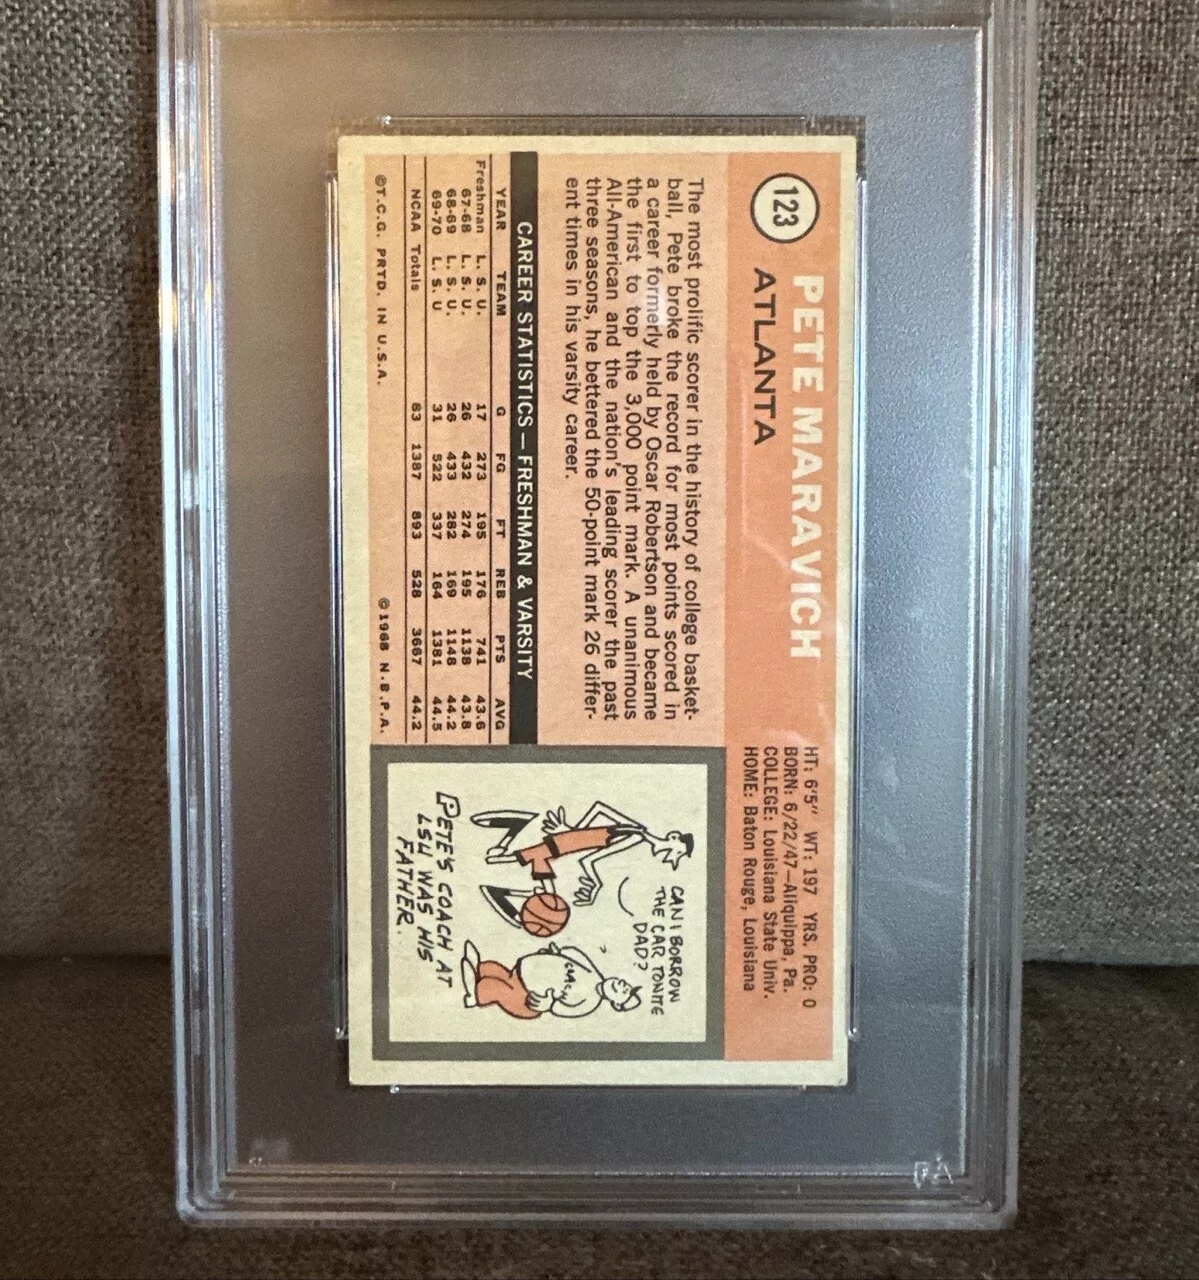 123
PETE MARAVICH
ATLANTA
HT: 6'5" WT: 197 YRS. PRO: 0
BORN: 6/22/47—Aliquippa, Pa.
COLLEGE: Louisiana State Univ.
HOME: Baton Rouge, Louisiana
The most prolific scorer in the history of college basket-
ball, Pete broke the record for most points scored in
a career formerly held by Oscar Robertson and became
the first to top the 3,000 point mark. A unanimous
All-American and the nation's leading scorer the past
three seasons, he bettered the 50-point mark 26 differ-
ent times in his varsity career.
CAREER STATISTICS — FRESHMAN & VARSITY
YEAR TEAM G FG FT REB PTS AVG
Freshman L. S. U. 17 273 195 176 741 43.6
67-68 L. S. U. 26 432 274 195 1138 43.8
68-69 L. S. U. 26 433 282 169 1148 44.2
69-70 L. S. U 31 522 337 164 1381 44.5
NCAA Totals 83 1387 893 528 3667 44.2
©T.C.G. PRTD. IN U.S.A. © 1968 N.B.P.A.
CAN I BORROW
THE CAR TONITE
DAD?
COACH
PETE'S COACH AT
LSU WAS HIS
FATHER.